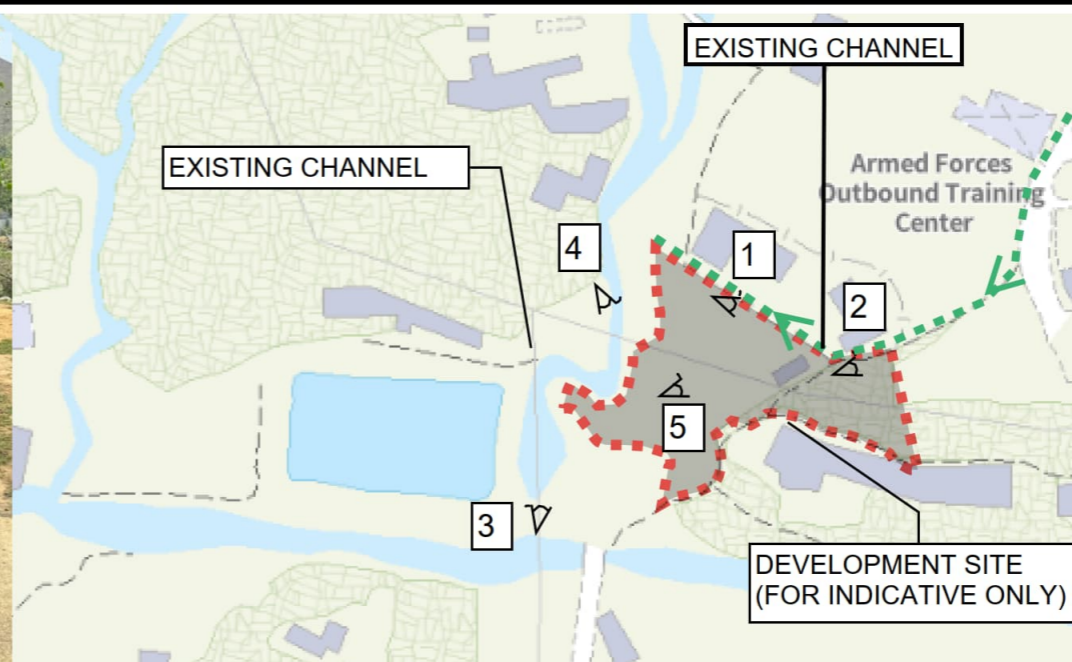 EXISTING CHANNEL
EXISTING CHANNEL
Armed Forces
Outbound Training
Center
4
1
2
5
3
DEVELOPMENT SITE
(FOR INDICATIVE ONLY)